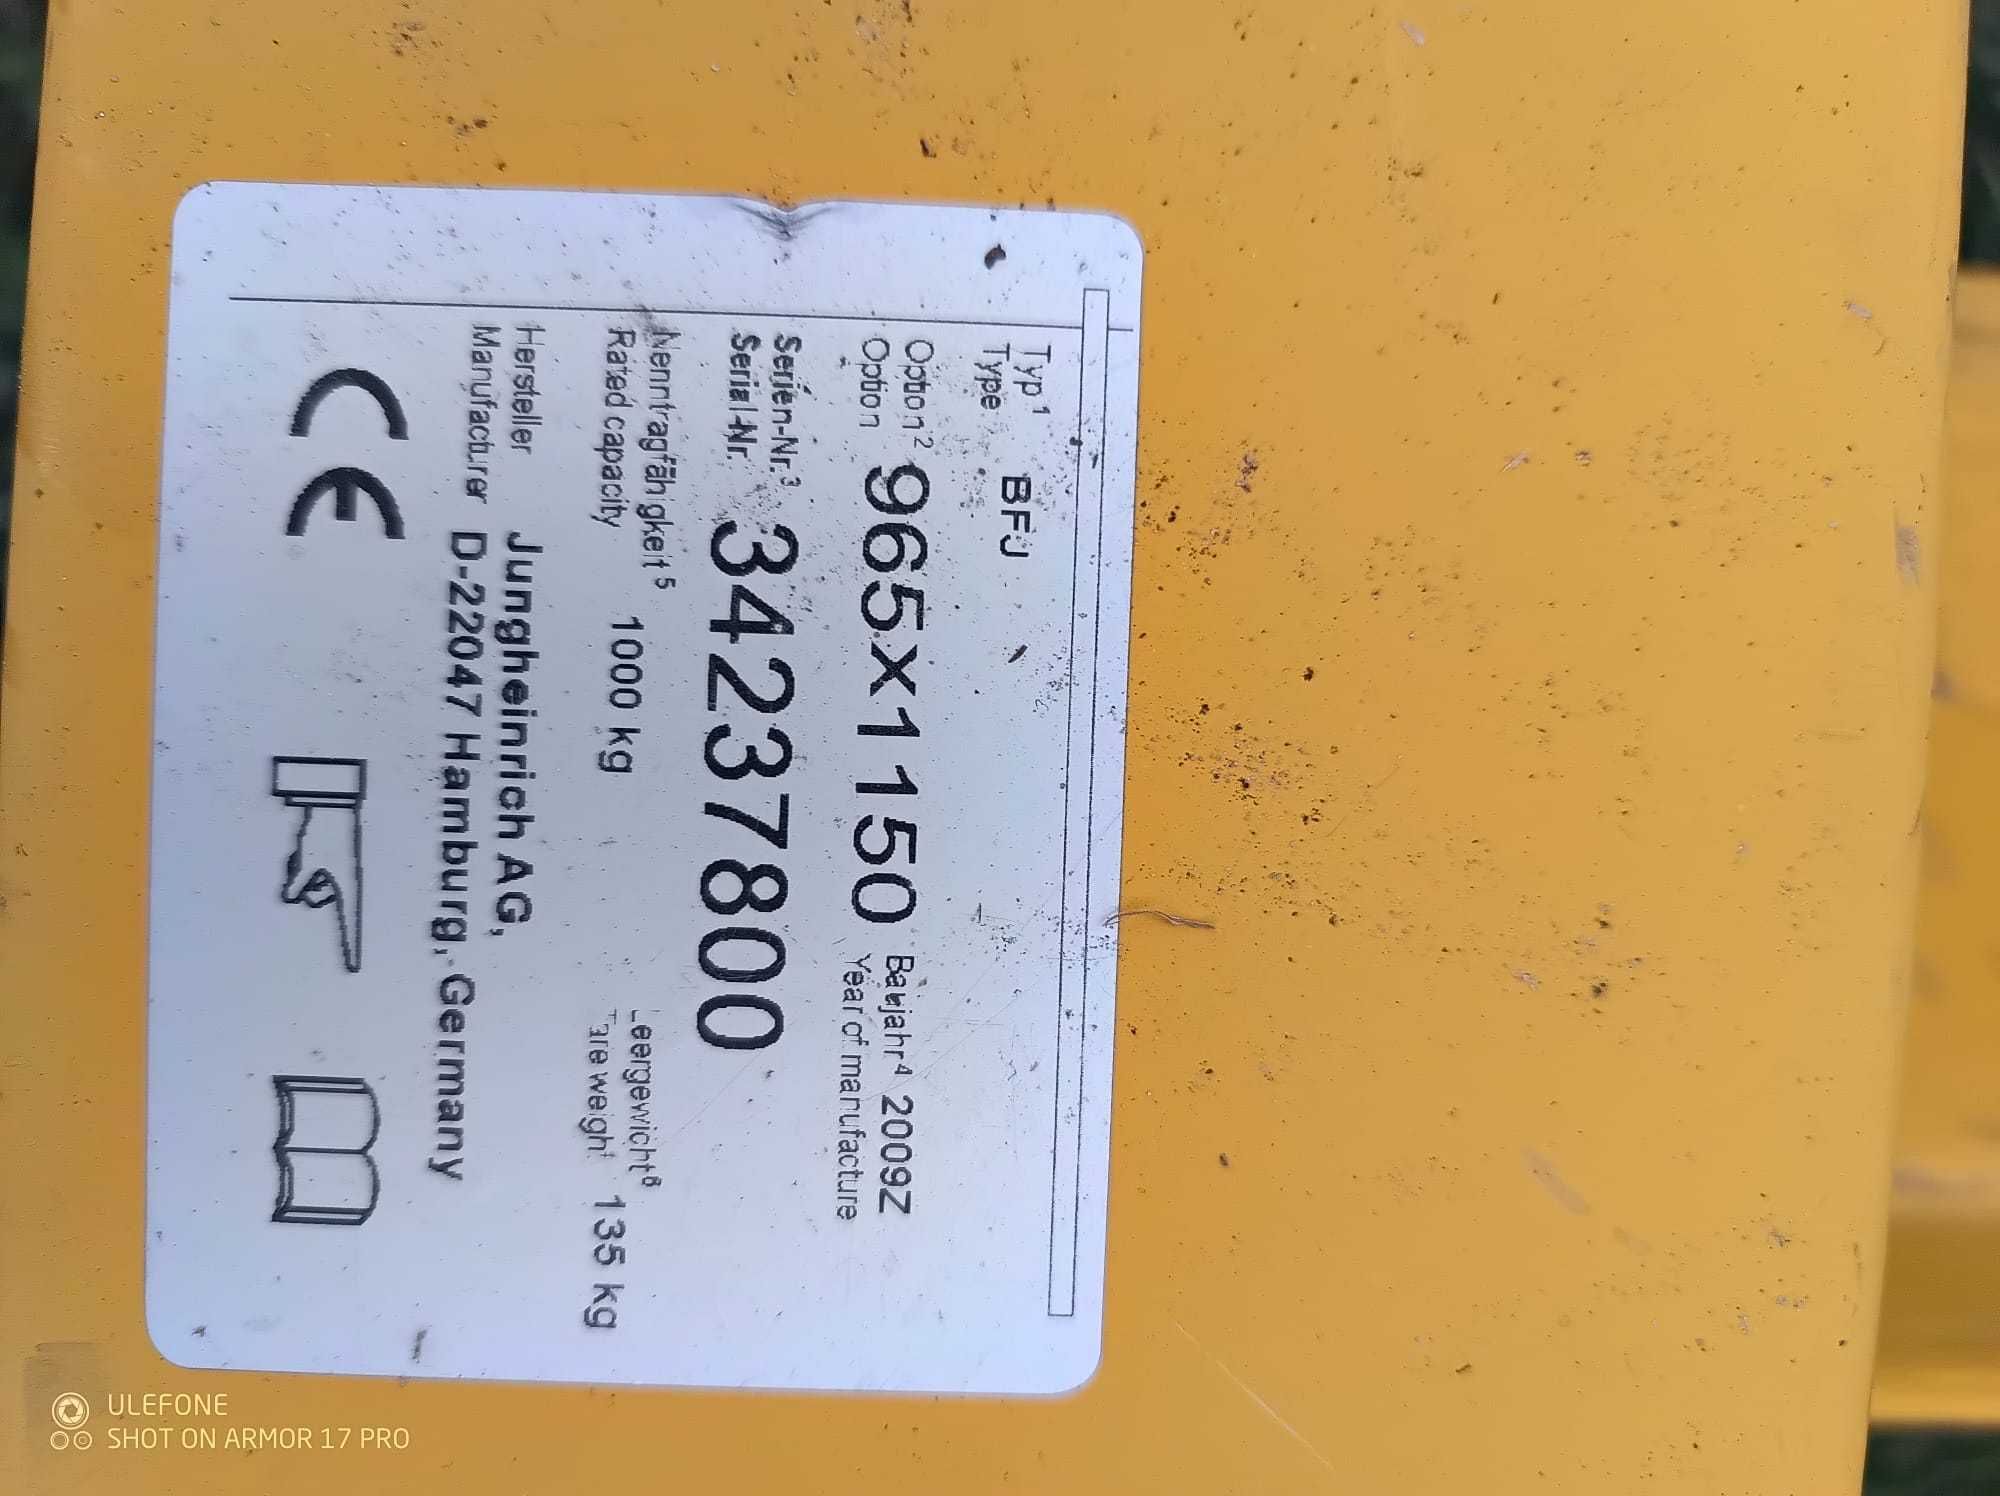 Typ¹ BFJ
Type
Option² 965x1150 Baujahr⁴ 2009Z
Option Year of manufacture
Serien-Nr.³ 34237800
Serial-Nr.
Nenntragfähigkeit⁵ 1000 kg Leergewicht⁶ 135 kg
Rated capacity Tare weight
Hersteller Jungheinrich AG,
Manufacturer D-22047 Hamburg, Germany
CE
ULEFONE
SHOT ON ARMOR 17 PRO